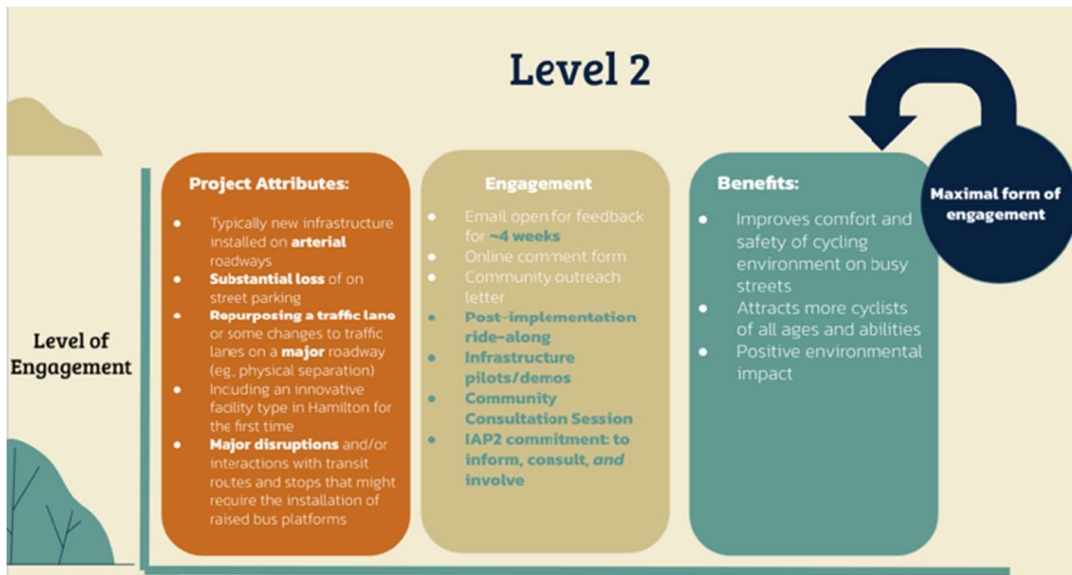 Level 2
Level of
Engagement
Project Attributes:
● Typically new infrastructure
installed on arterial
roadways
● Substantial loss of on
street parking
● Repurposing a traffic lane
or some changes to traffic
lanes on a major roadway
(eg., physical separation)
● Including an innovative
facility type in Hamilton for
the first time
● Major disruptions and/or
interactions with transit
routes and stops that might
require the installation of
raised bus platforms
Engagement
● Email open for feedback
for ~4 weeks
● Online comment form
● Community outreach
letter
● Post-implementation
ride-along
● Infrastructure
pilots/demos
● Community
Consultation Session
● IAP2 commitment: to
inform, consult, and
involve
Benefits:
● Improves comfort and
safety of cycling
environment on busy
streets
● Attracts more cyclists
of all ages and abilities
● Positive environmental
impact
Maximal form of
engagement